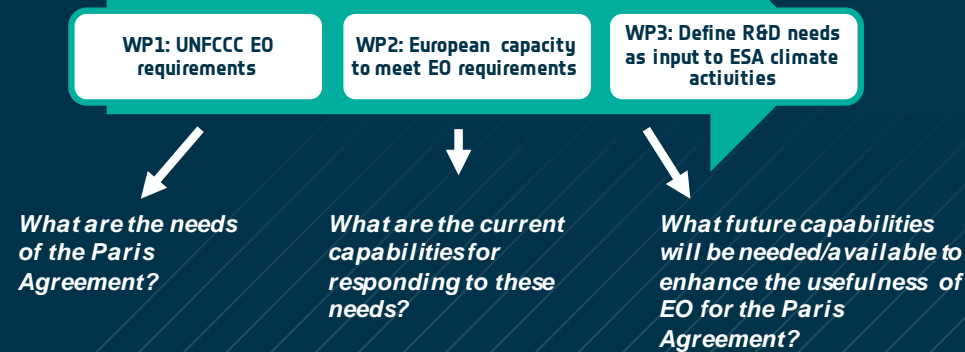 WP1: UNFCCC EO
requirements
WP2: European capacity
to meet EO requirements
WP3: Define R&D needs
as input to ESA climate
activities
What are the needs
of the Paris
Agreement?
What are the current
capabilities for
responding to these
needs?
What future capabilities
will be needed/available to
enhance the usefulness of
EO for the Paris
Agreement?